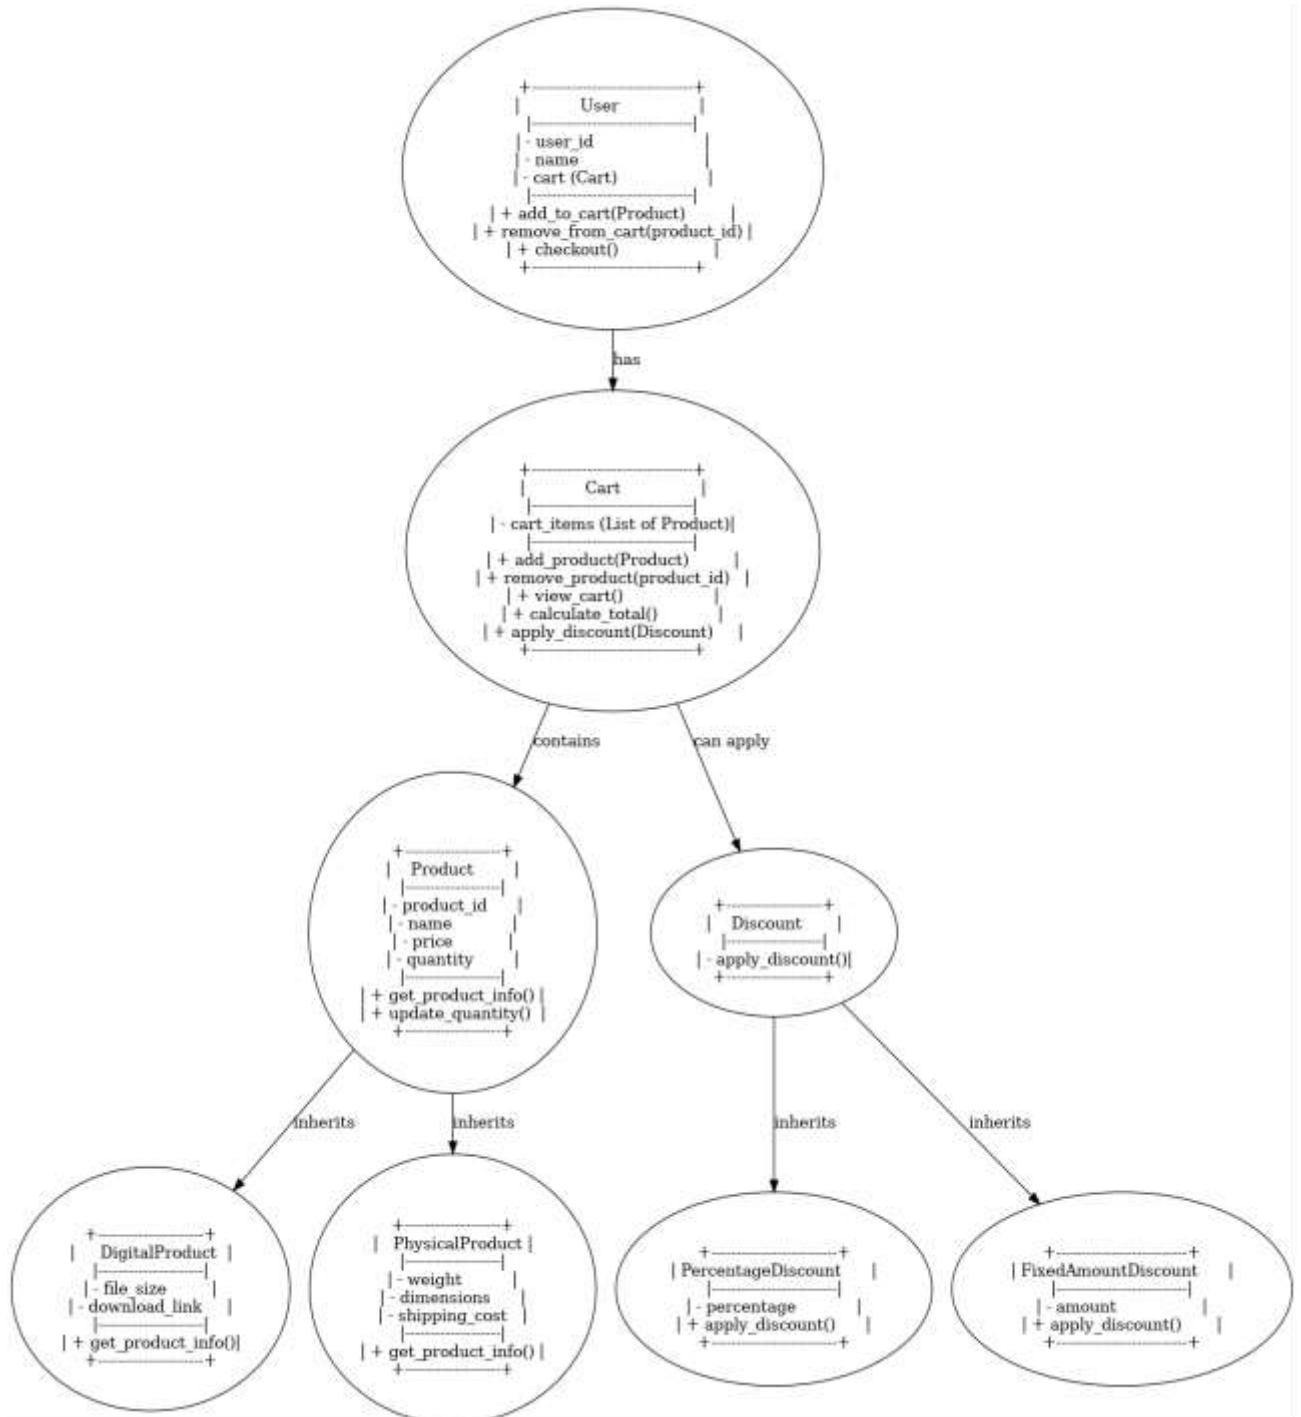 +----------------------------+
|             User                  |
|----------------------------|
| - user_id                        |
| - name                           |
| - cart (Cart)                    |
|----------------------------|
| + add_to_cart(Product)          |
| + remove_from_cart(product_id) |
| + checkout()                    |
+----------------------------+
has
+----------------------------+
|             Cart                  |
|----------------------------|
| - cart_items (List of Product)|
|----------------------------|
| + add_product(Product)          |
| + remove_product(product_id)   |
| + view_cart()                    |
| + calculate_total()             |
| + apply_discount(Discount)     |
+----------------------------+
contains
can apply
+----------------+
|    Product         |
|----------------|
| - product_id       |
| - name             |
| - price            |
| - quantity         |
|----------------|
| + get_product_info() |
| + update_quantity()  |
+----------------+
+----------------+
|    Discount        |
|----------------|
| - apply_discount()|
+----------------+
inherits
inherits
inherits
inherits
+------------------+
|     DigitalProduct  |
|------------------|
| - file_size          |
| - download_link      |
|------------------|
| + get_product_info()|
+------------------+
+----------------+
|   PhysicalProduct |
|----------------|
| - weight           |
| - dimensions       |
| - shipping_cost   |
|----------------|
| + get_product_info() |
+----------------+
+----------------------+
| PercentageDiscount       |
|----------------------|
| - percentage             |
| + apply_discount()      |
+----------------------+
+----------------------+
| FixedAmountDiscount      |
|----------------------|
| - amount                  |
| + apply_discount()       |
+----------------------+